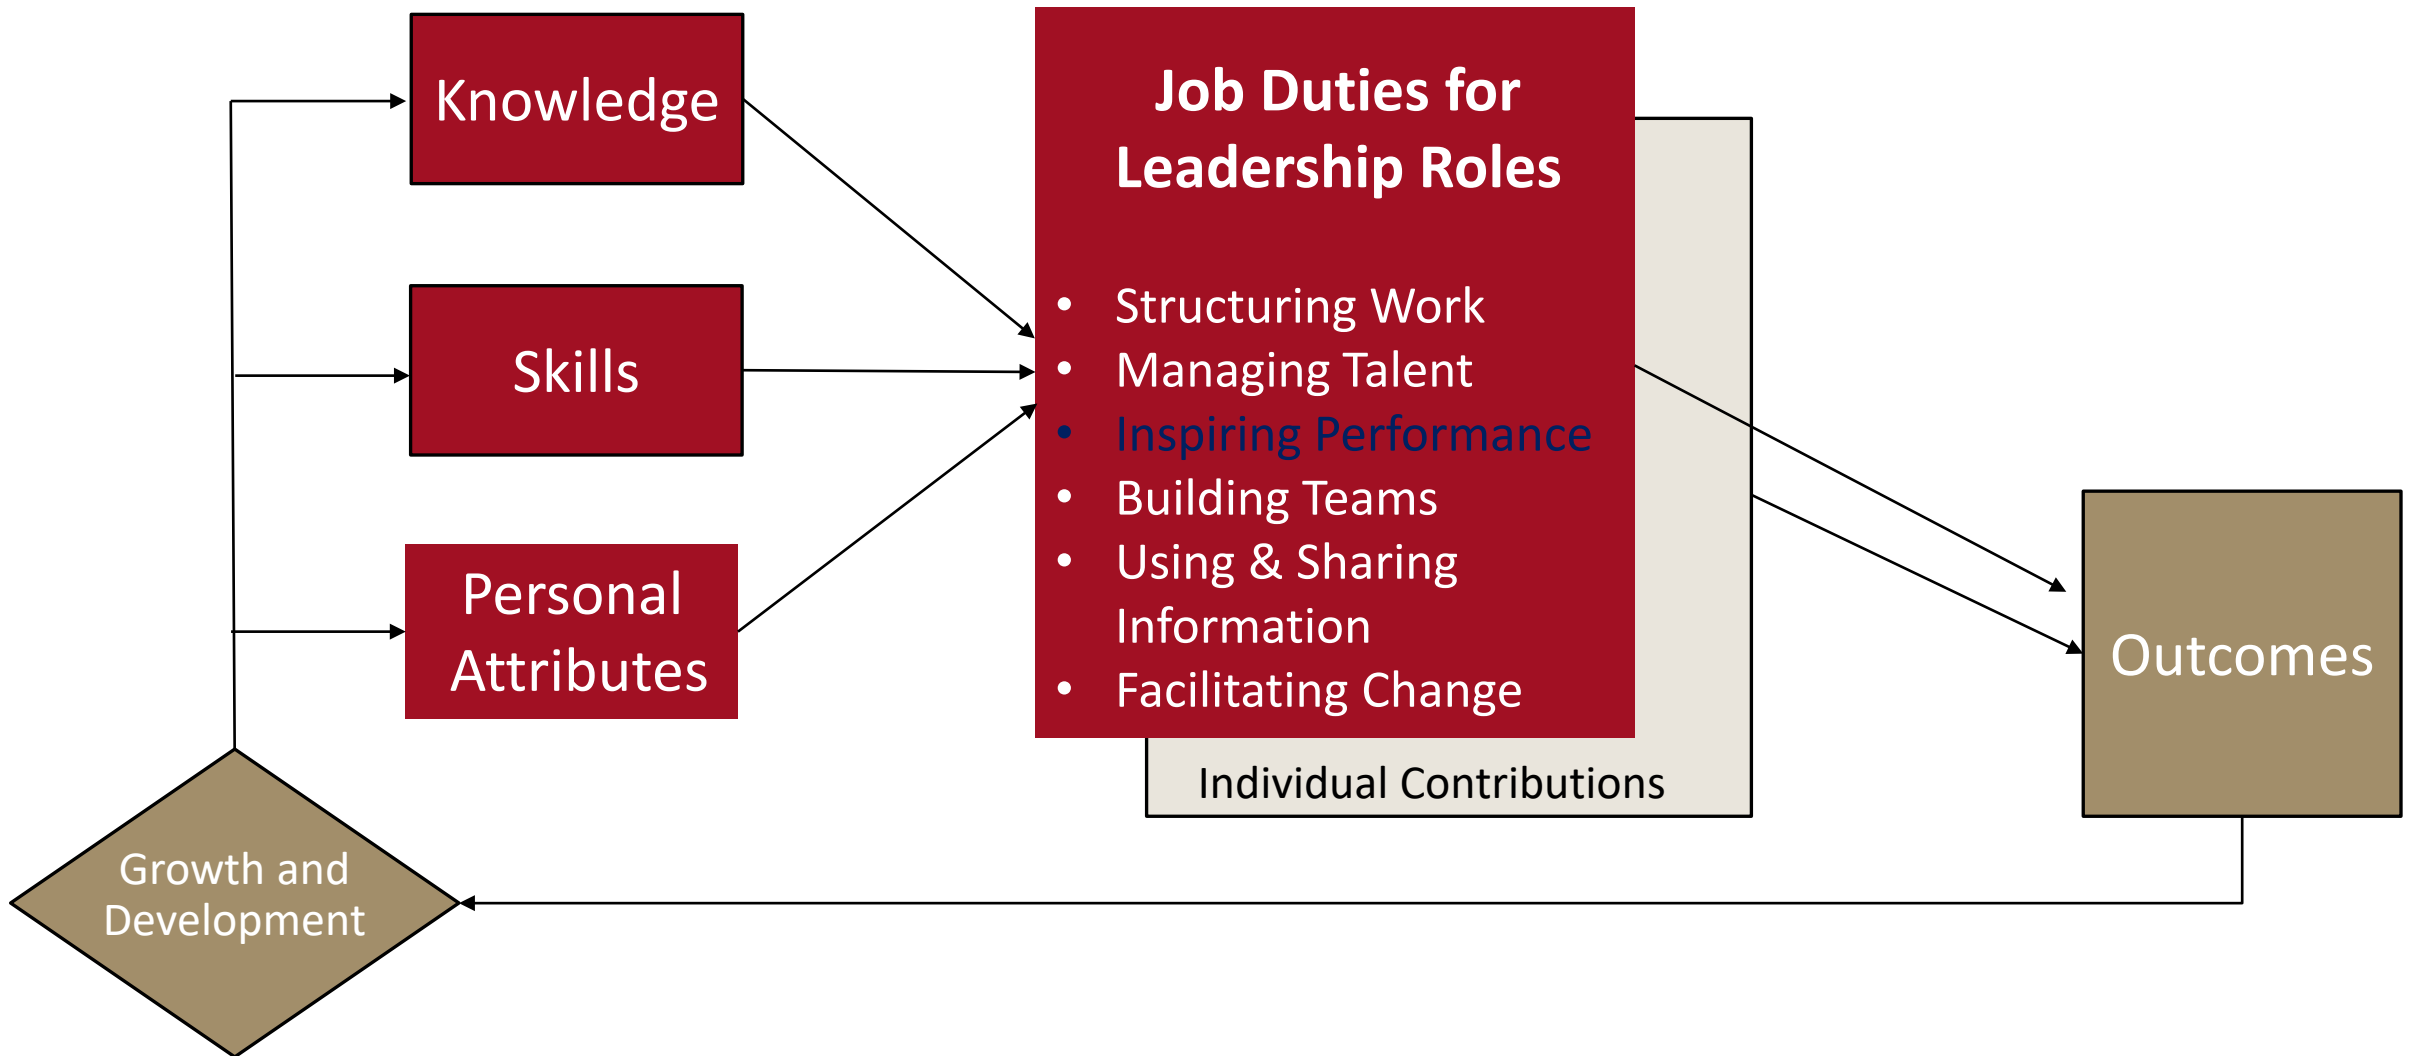 Knowledge
Skills
Personal
Attributes
Growth and
Development
Job Duties for
Leadership Roles
• Structuring Work
• Managing Talent
• Inspiring Performance
• Building Teams
• Using & Sharing
Information
• Facilitating Change
Individual Contributions
Outcomes